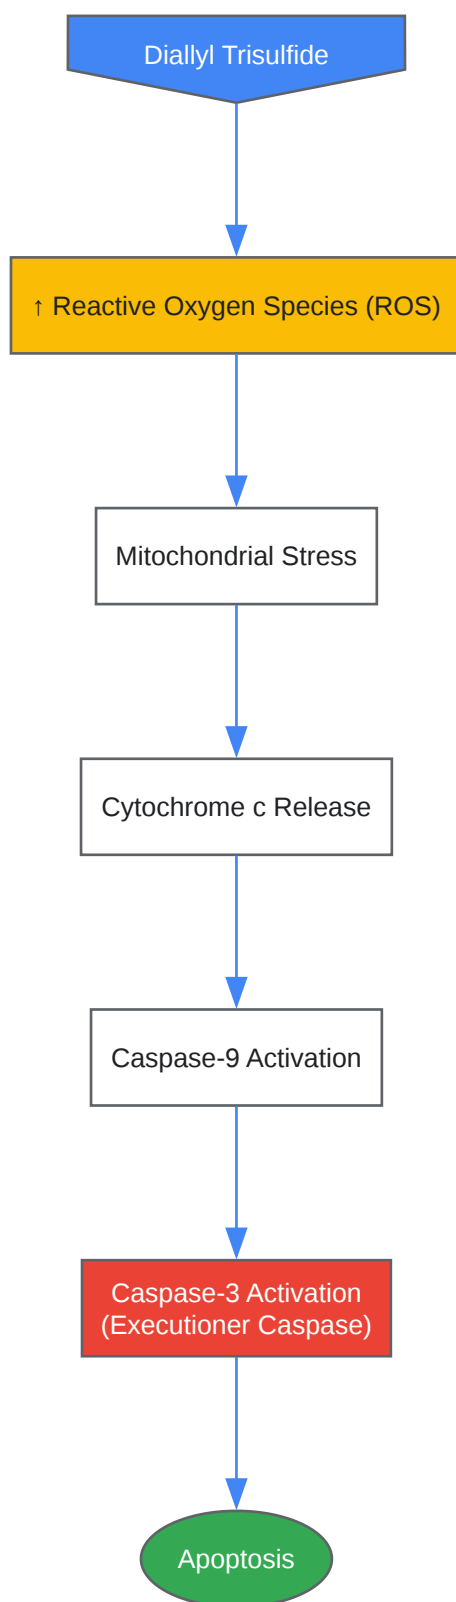 Diallyl Trisulfide
↑ Reactive Oxygen Species (ROS)
Mitochondrial Stress
Cytochrome c Release
Caspase-9 Activation
Caspase-3 Activation
(Executioner Caspase)
Apoptosis